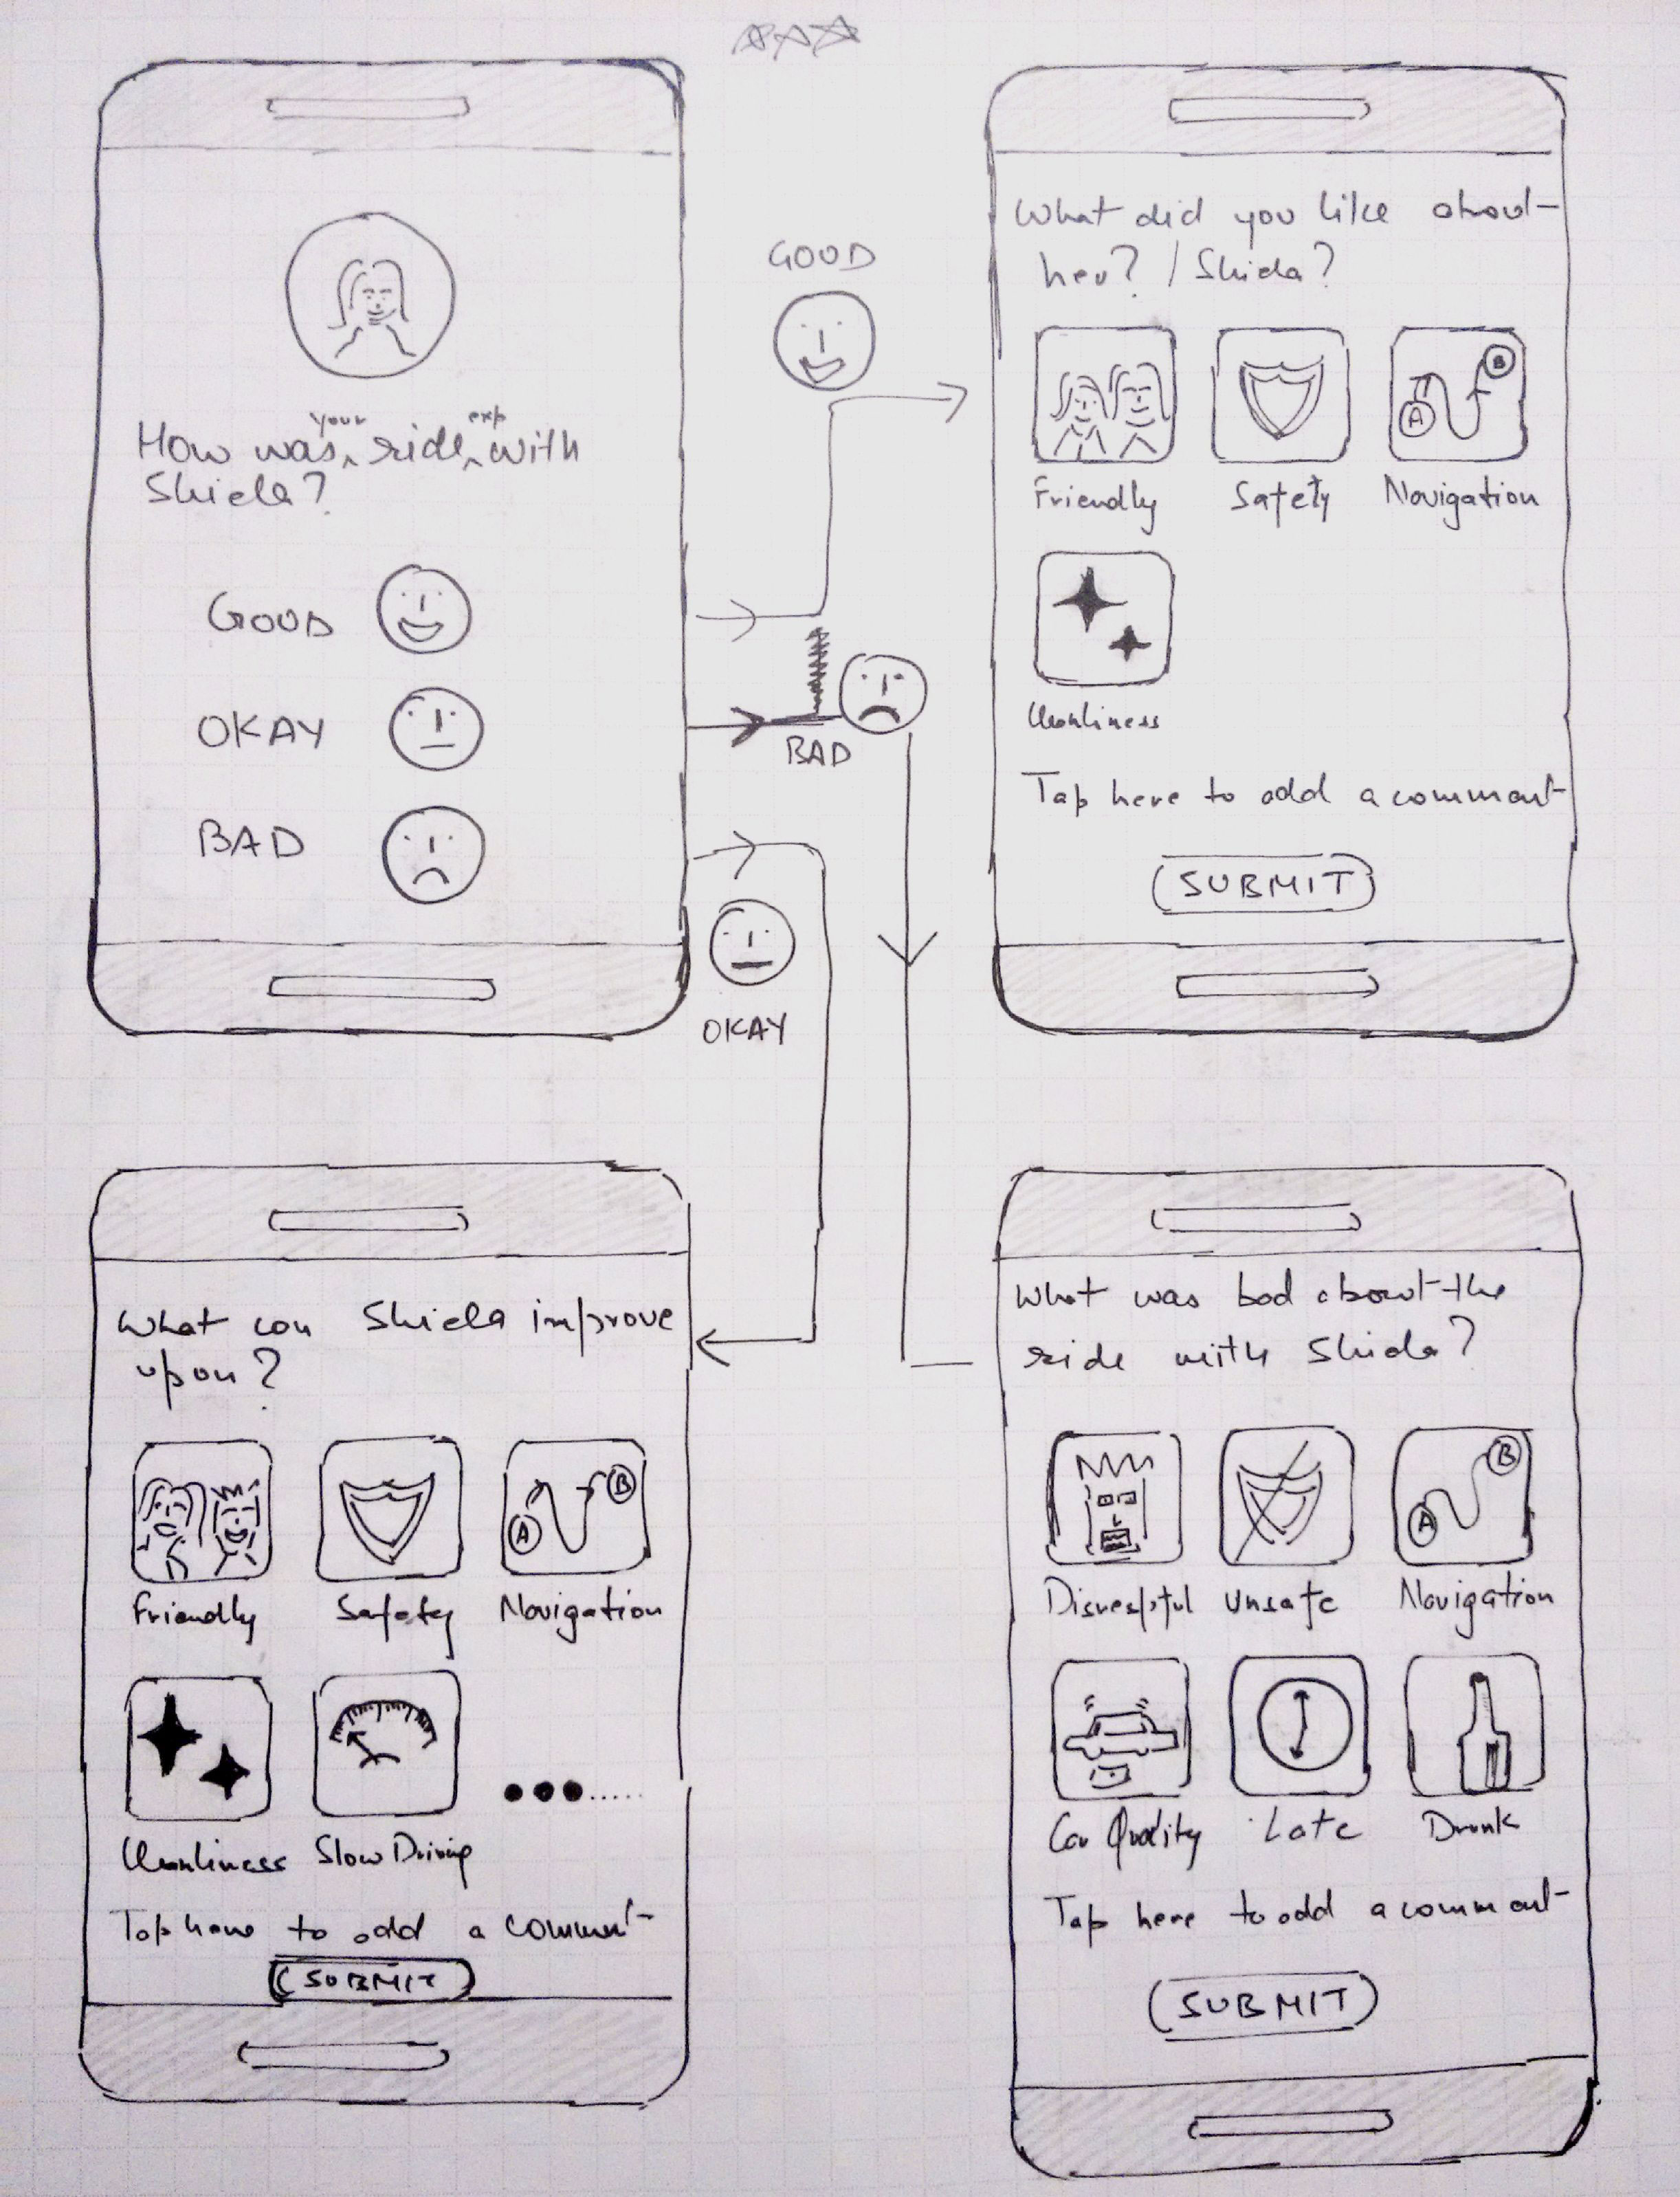 How was your ride exp with
Shiela?
GOOD
OKAY
BAD
GOOD
BAD
OKAY
What did you like about
her? / Shiela?
A
B
Friendly
Safety
Navigation
Cleanliness
Tap here to add a comment
SUBMIT
What can Shiela improve
upon?
A
B
Friendly
Safety
Navigation
Cleanliness
Slow Driving
Tap here to add a comment
SUBMIT
What was bad about the
ride with Shiela?
A
B
Unsafe
Navigation
Car Quality
Late
Drunk
Tap here to add a comment
SUBMIT